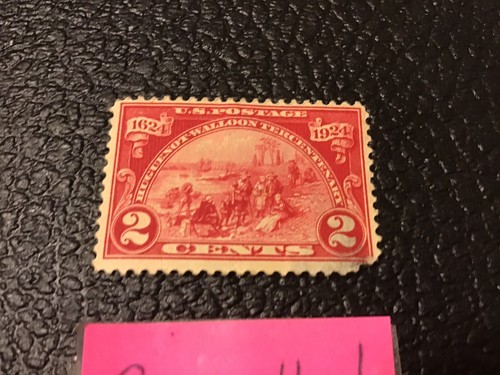 U.S. POSTAGE
1624 1924
HUGUENOT-WALLOON TERCENTENARY
2 2
CENTS